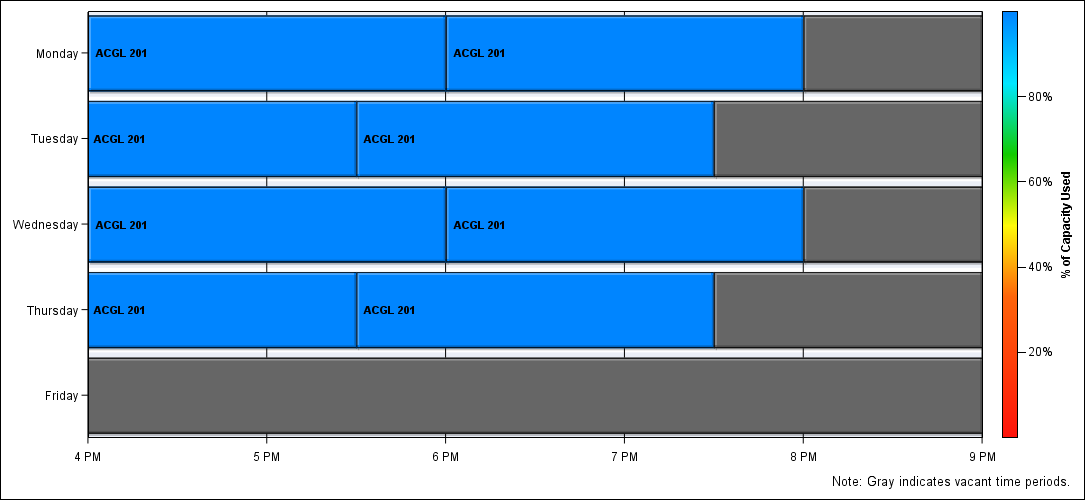 Monday
ACGL 201
ACGL 201
Tuesday
ACGL 201
ACGL 201
Wednesday
ACGL 201
ACGL 201
Thursday
ACGL 201
ACGL 201
Friday
4 PM
5 PM
6 PM
7 PM
8 PM
9 PM
80%
60%
40%
20%
% of Capacity Used
Note: Gray indicates vacant time periods.